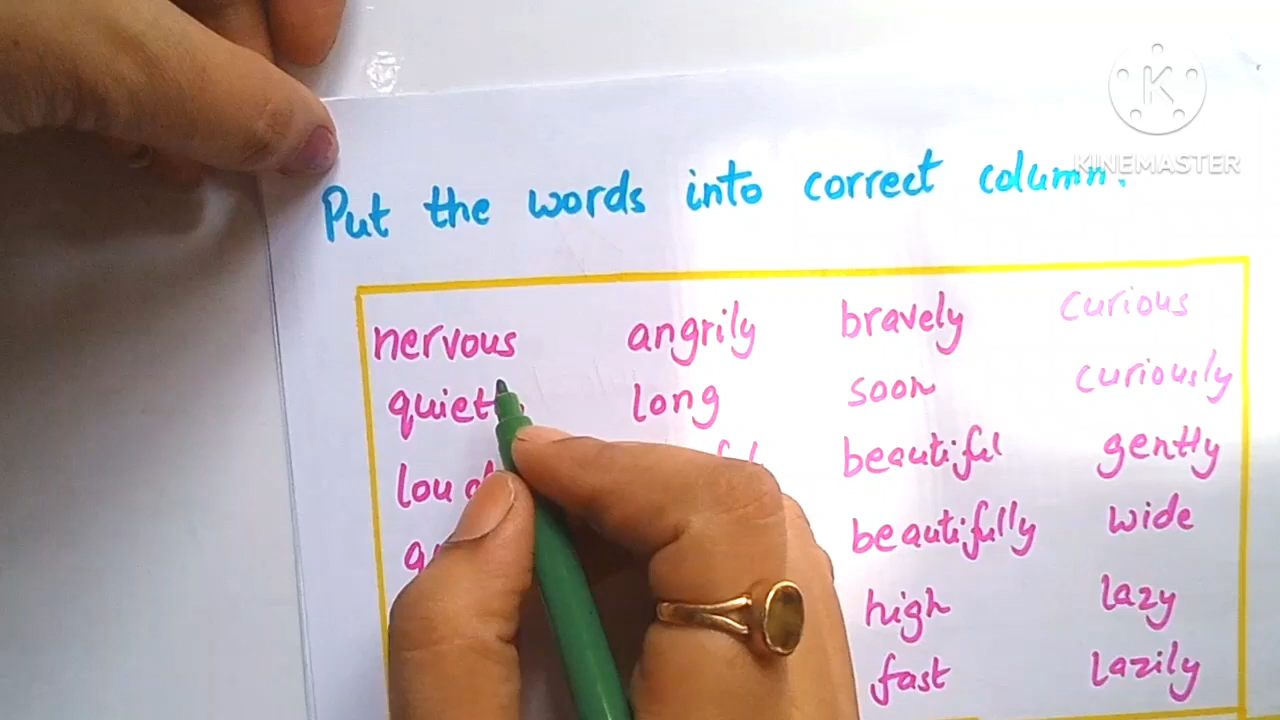 KINEMASTER
Put the words into correct column.
nervous angrily bravely curious
long soon curiously
beautiful gently
beautifully wide
high lazy
fast lazily